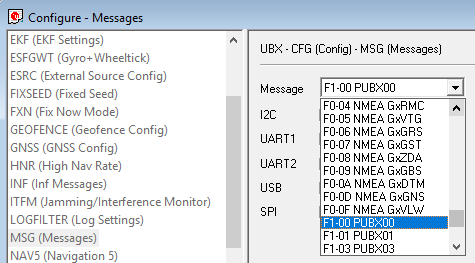 Configure - Messages
EKF (EKF Settings)
ESFGWT (Gyro+Wheeltick)
ESRC (External Source Config)
FIXSEED (Fixed Seed)
FXN (Fix Now Mode)
GEOFENCE (Geofence Config)
GNSS (GNSS Config)
HNR (High Nav Rate)
INF (Inf Messages)
ITFM (Jamming/Interference Monitor)
LOGFILTER (Log Settings)
MSG (Messages)
NAV5 (Navigation 5)
UBX - CFG (Config) - MSG (Messages)
Message
F1-00 PUBX00
I2C
UART1
UART2
USB
SPI
F0-04 NMEA GxRMC
F0-05 NMEA GxVTG
F0-06 NMEA GxGRS
F0-07 NMEA GxGST
F0-08 NMEA GxZDA
F0-09 NMEA GxGBS
F0-0A NMEA GxDTM
F0-0D NMEA GxGNS
F0-0F NMEA GxVLW
F1-00 PUBX00
F1-01 PUBX01
F1-03 PUBX03